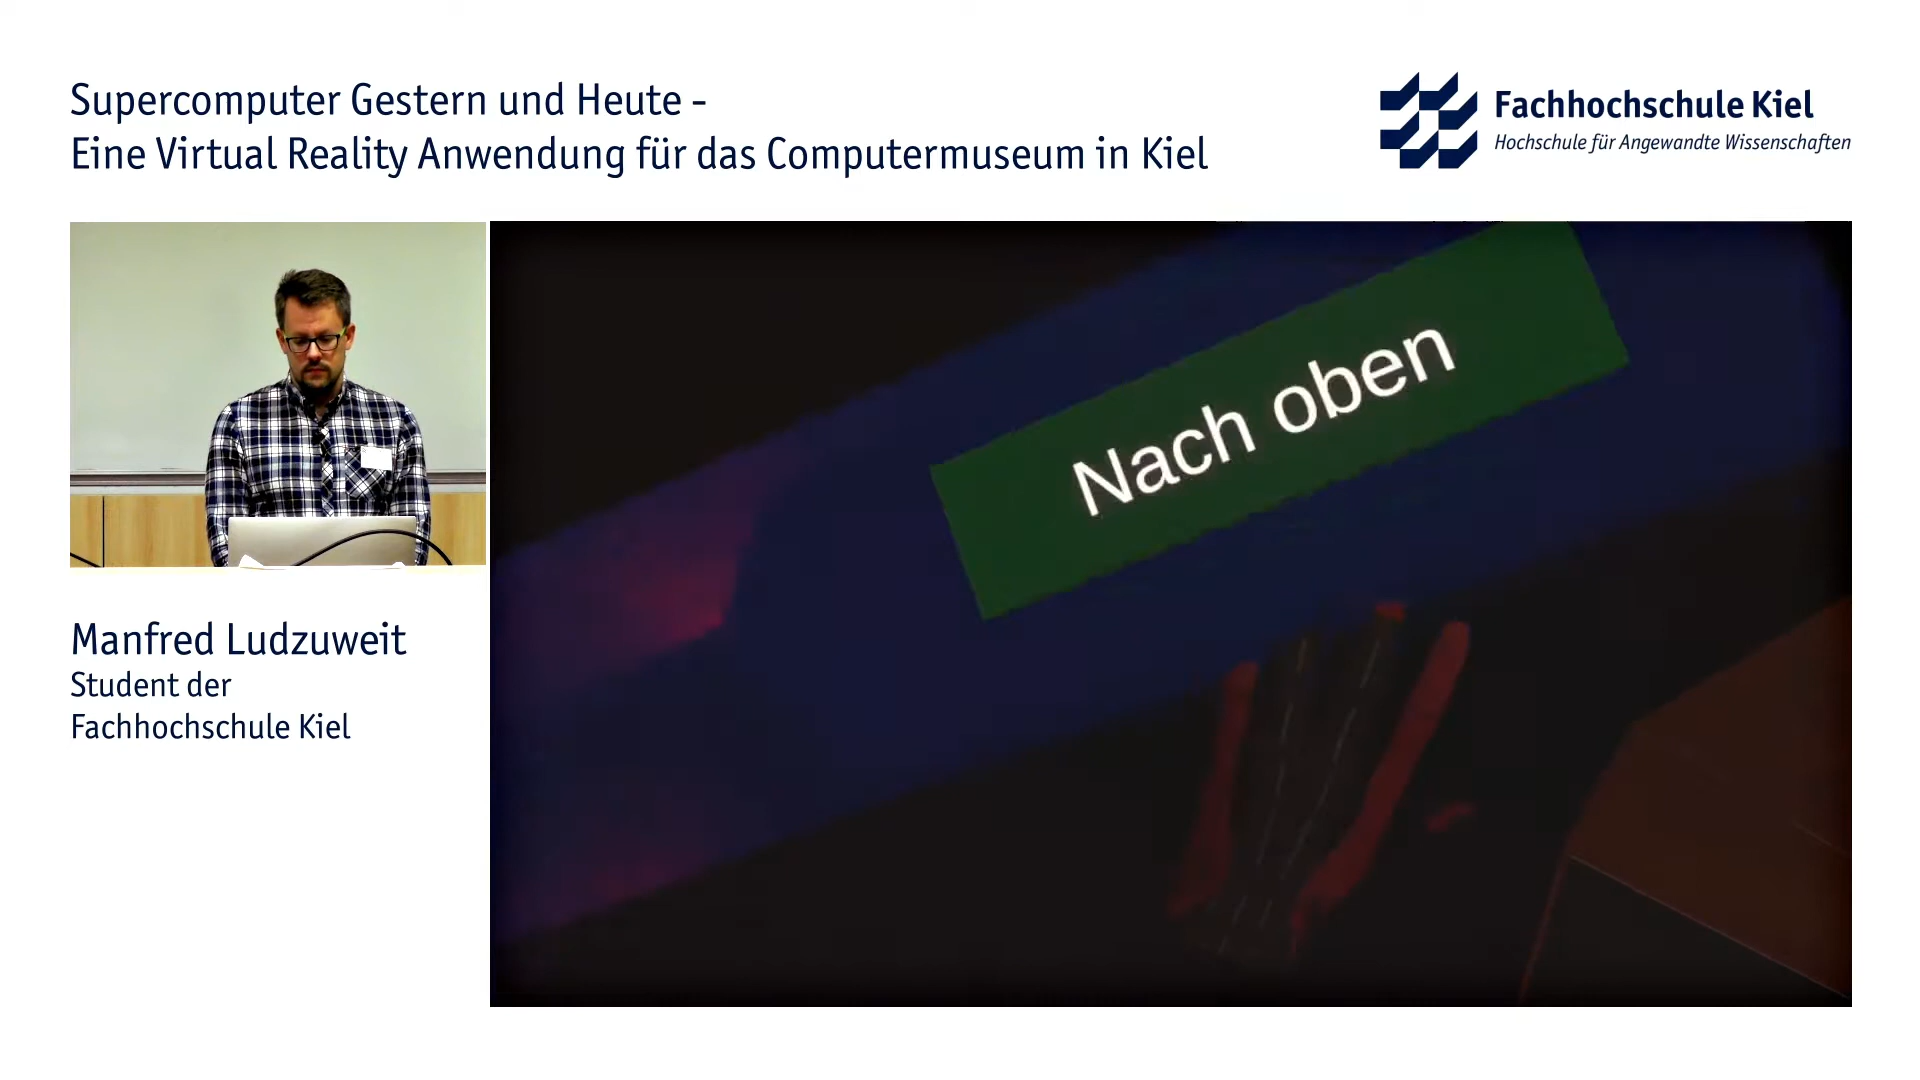 Supercomputer Gestern und Heute -
Eine Virtual Reality Anwendung für das Computermuseum in Kiel
Fachhochschule Kiel
Hochschule für Angewandte Wissenschaften
Nach oben
Manfred Ludzuweit
Student der
Fachhochschule Kiel